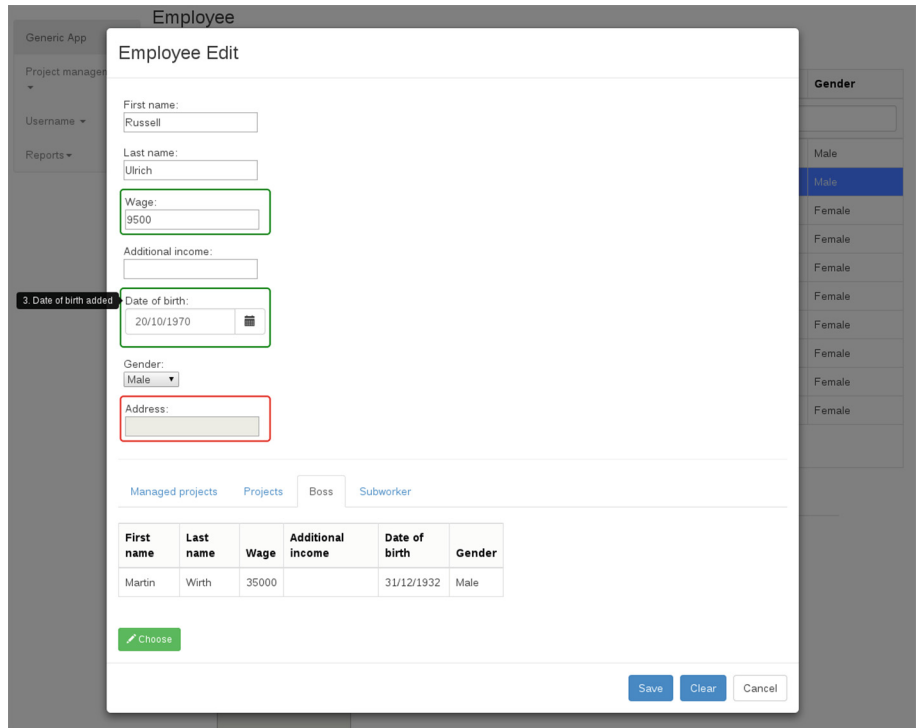 Employee
Generic App
Project manager
Username
Reports
Employee Edit
First name:
Russell
Last name:
Ulrich
Wage:
9500
Additional income:
3. Date of birth added
Date of birth:
20/10/1970
Gender:
Male
Address:
Managed projects Projects Boss Subworker
First name Last name Wage Additional income Date of birth Gender
Martin Wirth 35000 31/12/1932 Male
Choose
Save Clear Cancel
Gender
Male
Male
Female
Female
Female
Female
Female
Female
Female
Female